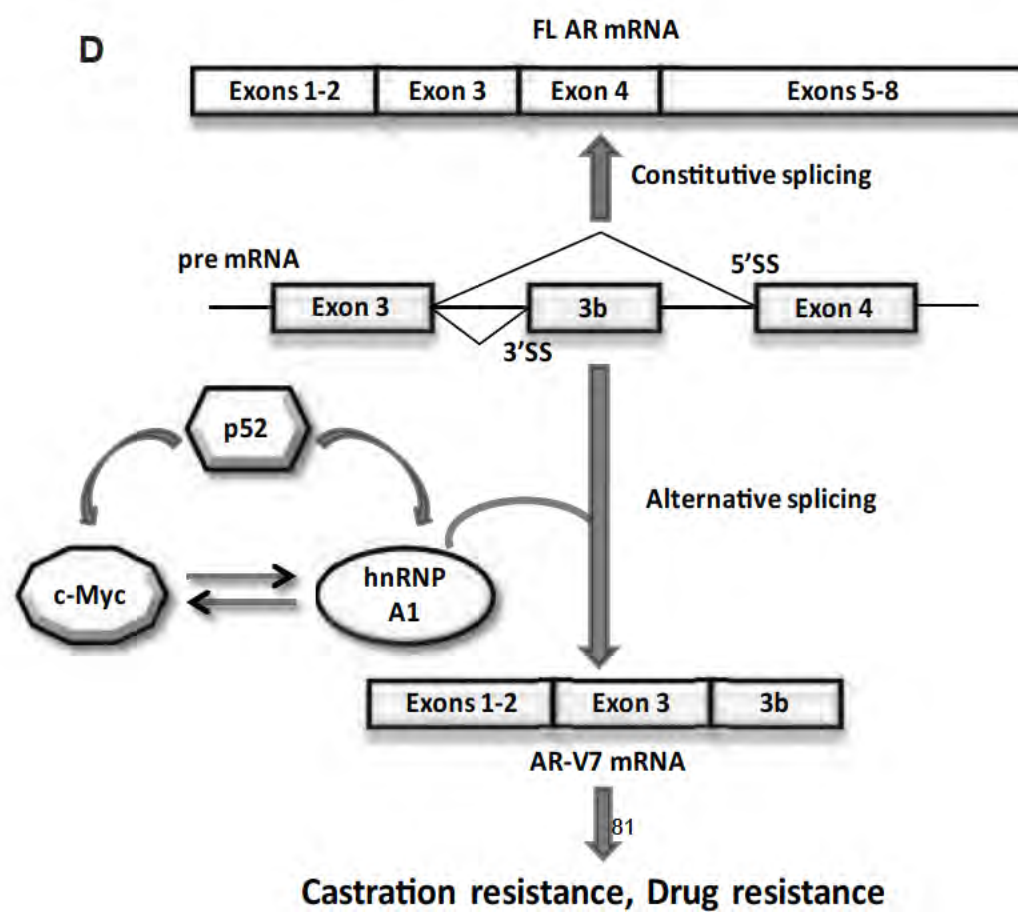 D
FL AR mRNA
Exons 1-2 Exon 3 Exon 4 Exons 5-8
Constitutive splicing
pre mRNA
5'SS
Exon 3 3b Exon 4
3'SS
p52
Alternative splicing
c-Myc
hnRNP
A1
Exons 1-2 Exon 3 3b
AR-V7 mRNA
81
Castration resistance, Drug resistance